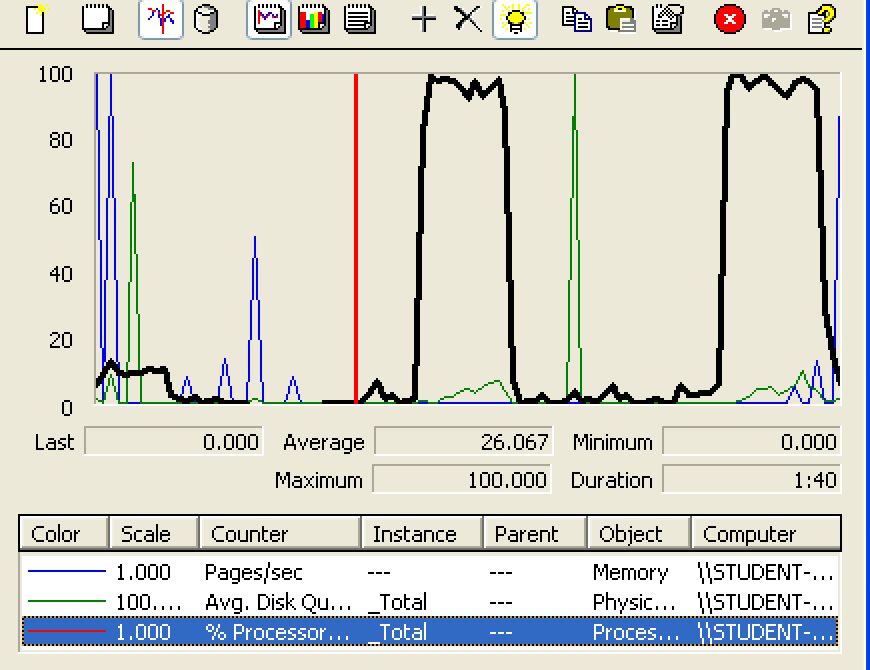 100
80
60
40
20
0
Last 0.000 Average 26.067 Minimum 0.000
Maximum 100.000 Duration 1:40
Color Scale Counter Instance Parent Object Computer
1.000 Pages/sec --- --- Memory \\STUDENT-...
100.... Avg. Disk Qu... _Total --- Physic... \\STUDENT-...
1.000 % Processor... _Total --- Proces... \\STUDENT-...